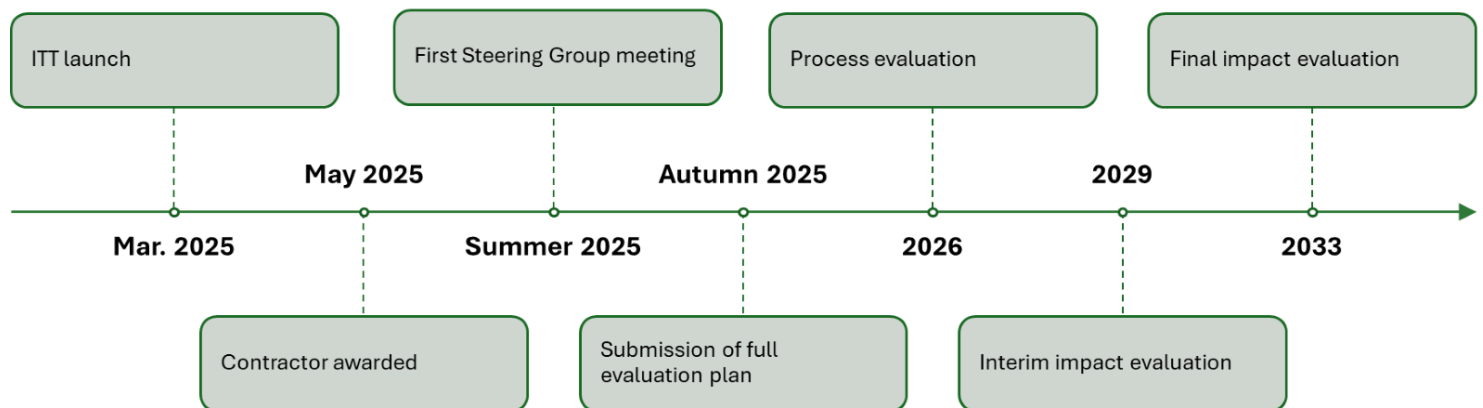 ITT launch
First Steering Group meeting
Process evaluation
Final impact evaluation
May 2025
Autumn 2025
2029
Mar. 2025
Summer 2025
2026
2033
Contractor awarded
Submission of full
evaluation plan
Interim impact evaluation